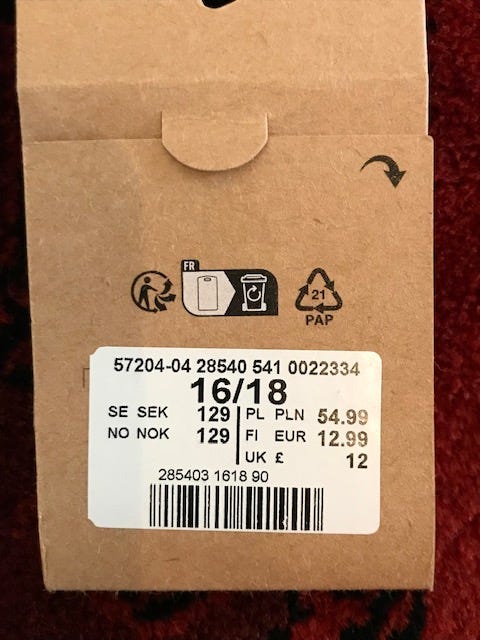 FR
21
PAP
57204-04 28540 541 0022334
16/18
SE SEK 129 PL PLN 54.99
NO NOK 129 FI EUR 12.99
UK £ 12
285403 1618 90